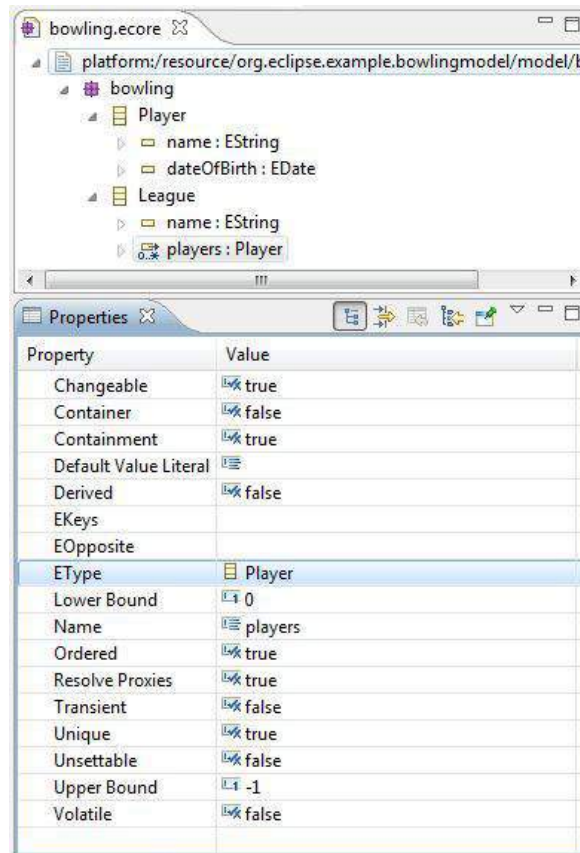 bowling.ecore
platform:/resource/org.eclipse.example.bowlingmodel/model/b
bowling
Player
name : EString
dateOfBirth : EDate
League
name : EString
0..* players : Player
Properties
Property Value
Changeable true
Container false
Containment true
Default Value Literal
Derived false
EKeys
EOpposite
EType Player
Lower Bound 0
Name players
Ordered true
Resolve Proxies true
Transient false
Unique true
Unsettable false
Upper Bound -1
Volatile false